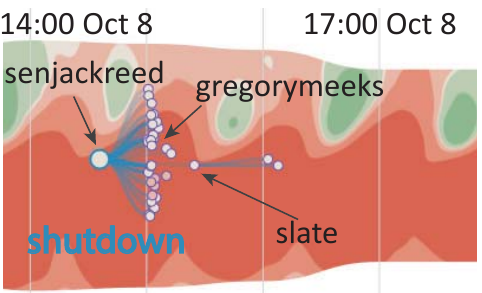 14:00 Oct 8
17:00 Oct 8
senjackreed
gregorymeeks
shutdown
slate